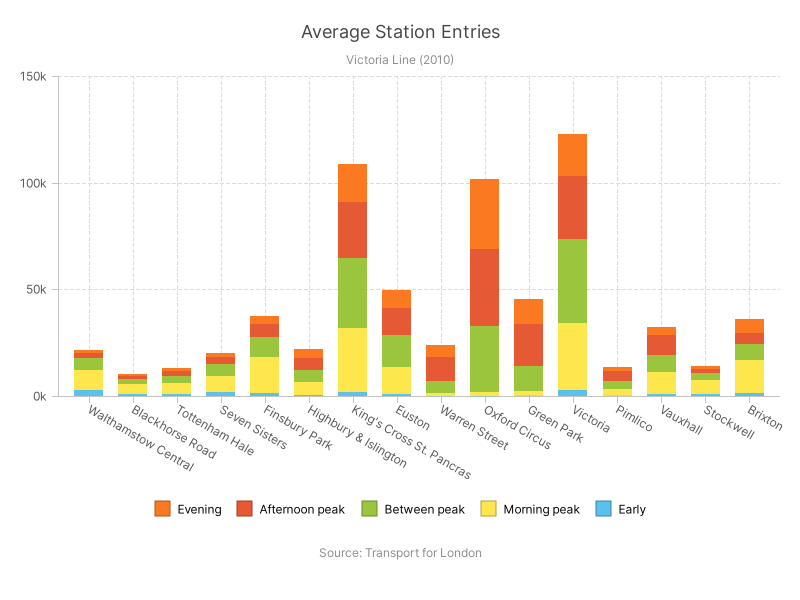 Average Station Entries
Victoria Line (2010)
150k
100k
50k
0k
Walthamstow Central
Blackhorse Road
Tottenham Hale
Seven Sisters
Finsbury Park
Highbury & Islington
King's Cross St. Pancras
Euston
Warren Street
Oxford Circus
Green Park
Victoria
Pimlico
Vauxhall
Stockwell
Brixton
Evening Afternoon peak Between peak Morning peak Early
Source: Transport for London